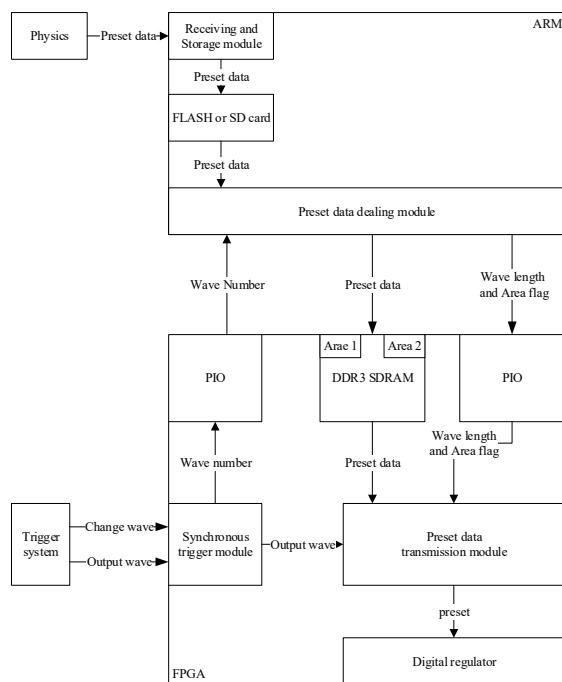 Physics
Preset data
Receiving and
Storage module
ARM
Preset data
FLASH or SD card
Preset data
Preset data dealing module
Wave Number
Preset data
Wave length
and Area flag
Arae 1
Area 2
PIO
DDR3 SDRAM
PIO
Wave number
Preset data
Wave length
and Area flag
Trigger
system
Change wave
Output wave
Synchronous
trigger module
Output wave
Preset data
transmission module
preset
Digital regulator
FPGA